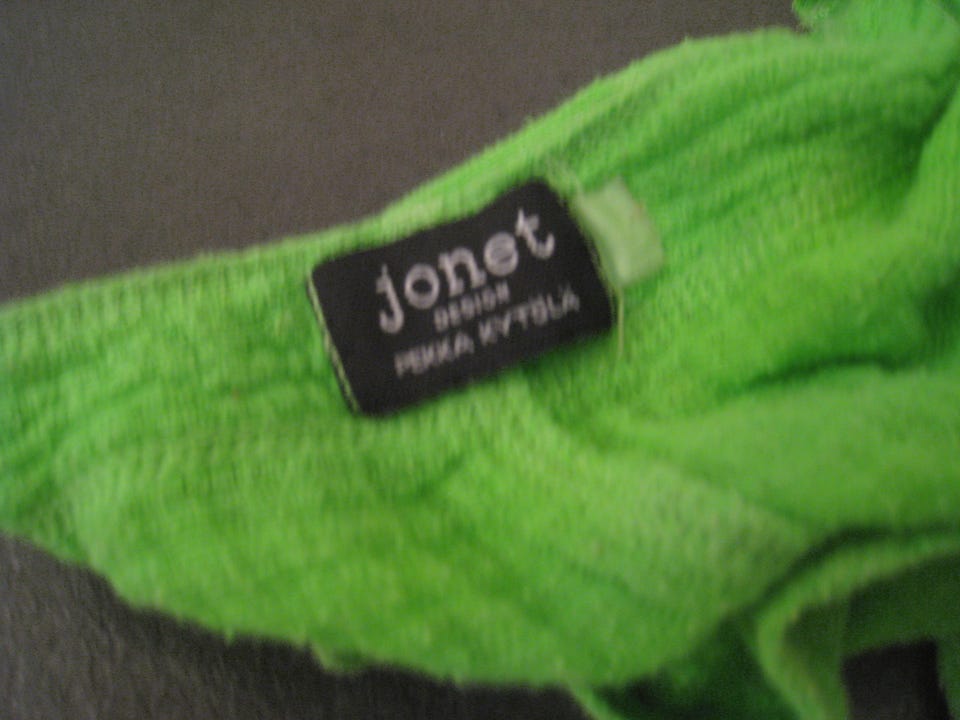 jonet
DESIGN
PEKKA KYTÖLÄ